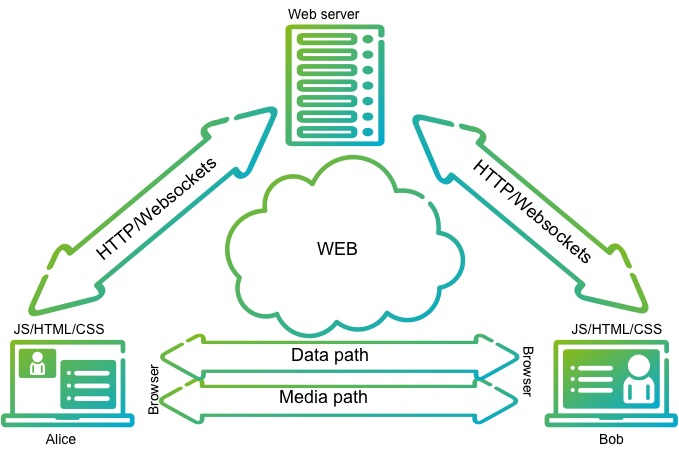 Web server
HTTP/Websockets
HTTP/Websockets
WEB
JS/HTML/CSS
JS/HTML/CSS
Browser
Data path
Media path
Browser
Alice
Bob